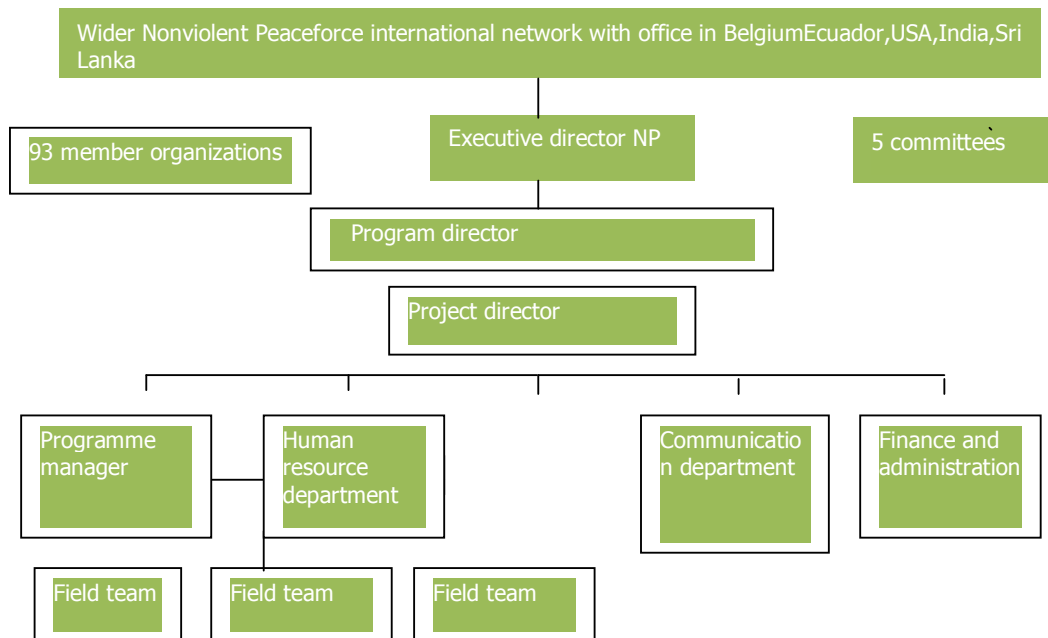 Wider Nonviolent Peaceforce international network with office in BelgiumEcuador,USA,India,Sri
Lanka
93 member organizations
Executive director NP
5 committees
Program director
Project director
Programme
manager
Human
resource
department
Communicatio
n department
Finance and
administration
Field team
Field team
Field team